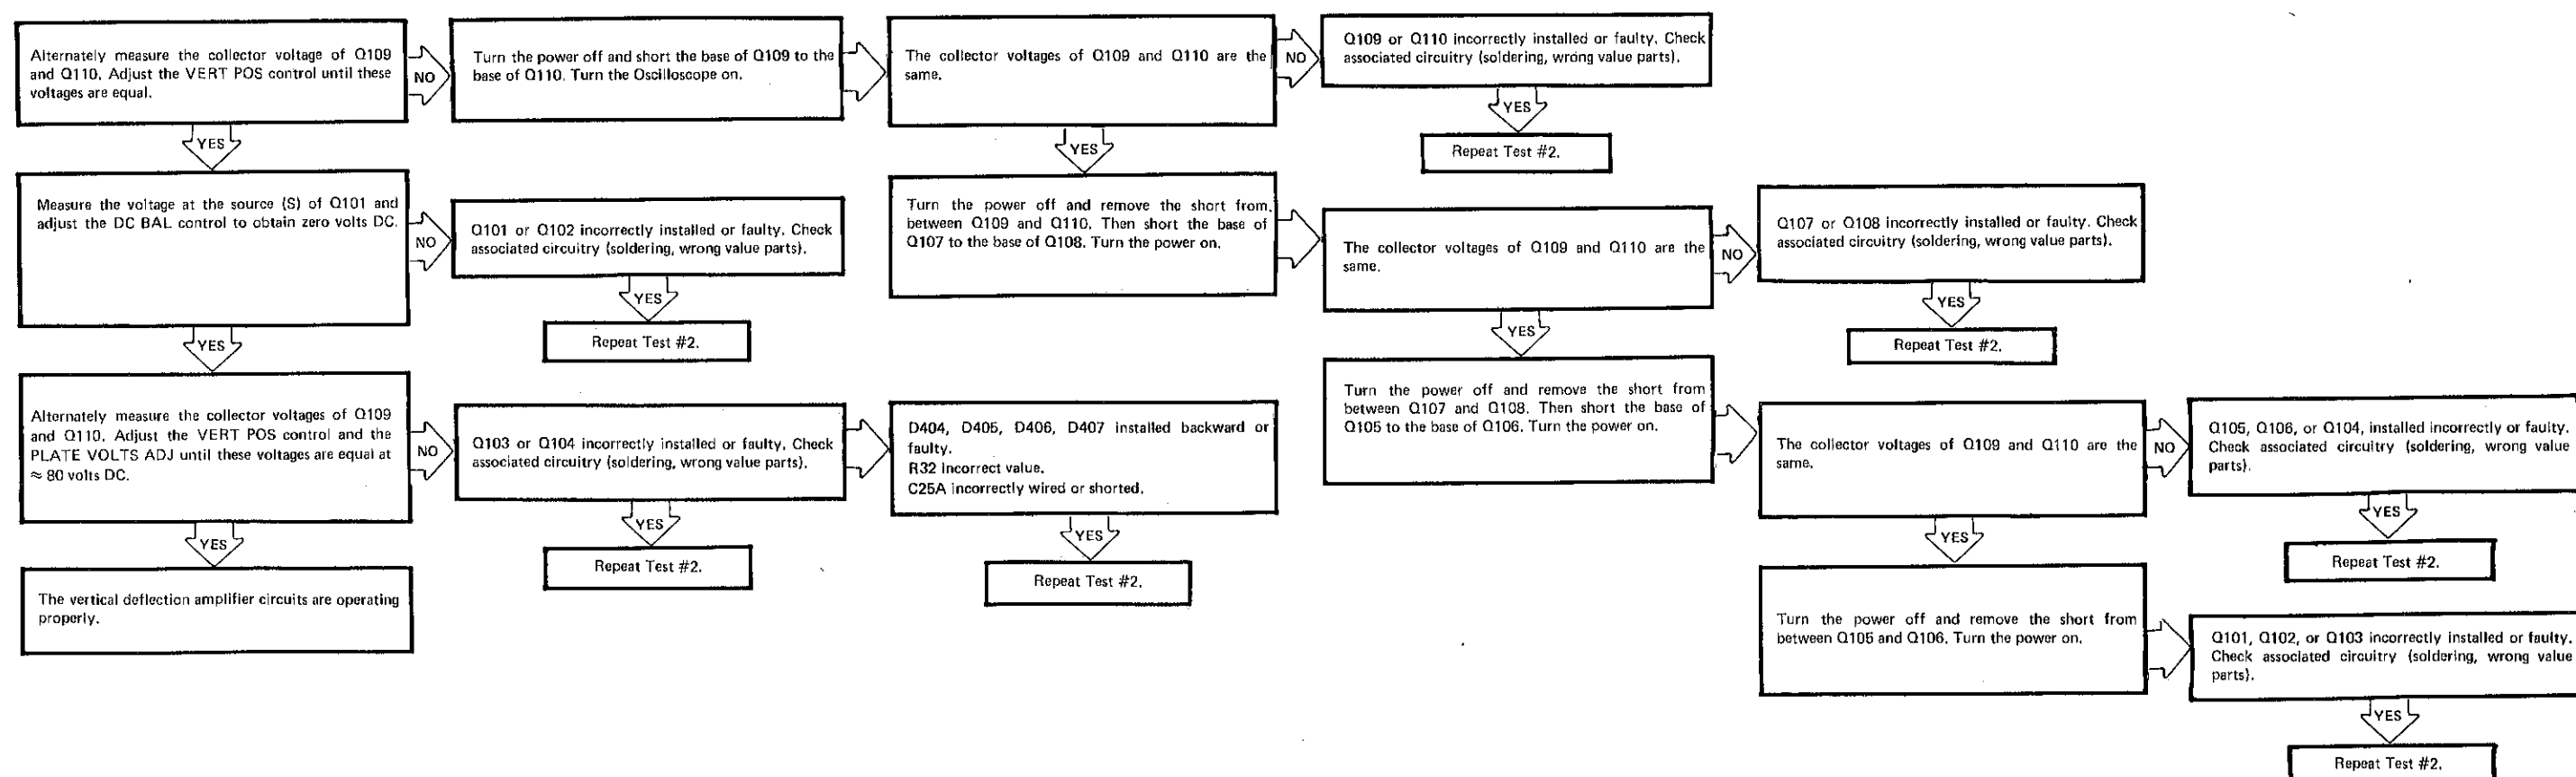 Alternately measure the collector voltage of Q109
and Q110. Adjust the VERT POS control until these
voltages are equal.
NO
Turn the power off and short the base of Q109 to the
base of Q110. Turn the Oscilloscope on.
The collector voltages of Q109 and Q110 are the
same.
NO
Q109 or Q110 incorrectly installed or faulty. Check
associated circuitry (soldering, wrong value parts).
YES
Repeat Test #2.
YES
YES
Measure the voltage at the source (S) of Q101 and
adjust the DC BAL control to obtain zero volts DC.
NO
Q101 or Q102 incorrectly installed or faulty. Check
associated circuitry (soldering, wrong value parts).
YES
Repeat Test #2.
Turn the power off and remove the short from
between Q109 and Q110. Then short the base of
Q107 to the base of Q108. Turn the power on.
The collector voltages of Q109 and Q110 are the
same.
NO
Q107 or Q108 incorrectly installed or faulty. Check
associated circuitry (soldering, wrong value parts).
YES
Repeat Test #2.
YES
YES
Alternately measure the collector voltages of Q109
and Q110. Adjust the VERT POS control and the
PLATE VOLTS ADJ until these voltages are equal at
≈ 80 volts DC.
NO
Q103 or Q104 incorrectly installed or faulty. Check
associated circuitry (soldering, wrong value parts).
YES
Repeat Test #2.
D404, D405, D406, D407 installed backward or
faulty.
R32 Incorrect value.
C25A incorrectly wired or shorted.
YES
Repeat Test #2.
Turn the power off and remove the short from
between Q107 and Q108. Then short the base of
Q105 to the base of Q106. Turn the power on.
The collector voltages of Q109 and Q110 are the
same.
NO
Q105, Q106, or Q104, installed incorrectly or faulty.
Check associated circuitry (soldering, wrong value
parts).
YES
Repeat Test #2.
YES
YES
The vertical deflection amplifier circuits are operating
properly.
Turn the power off and remove the short from
between Q105 and Q106. Turn the power on.
Q101, Q102, or Q103 incorrectly installed or faulty.
Check associated circuitry (soldering, wrong value
parts).
YES
Repeat Test #2.